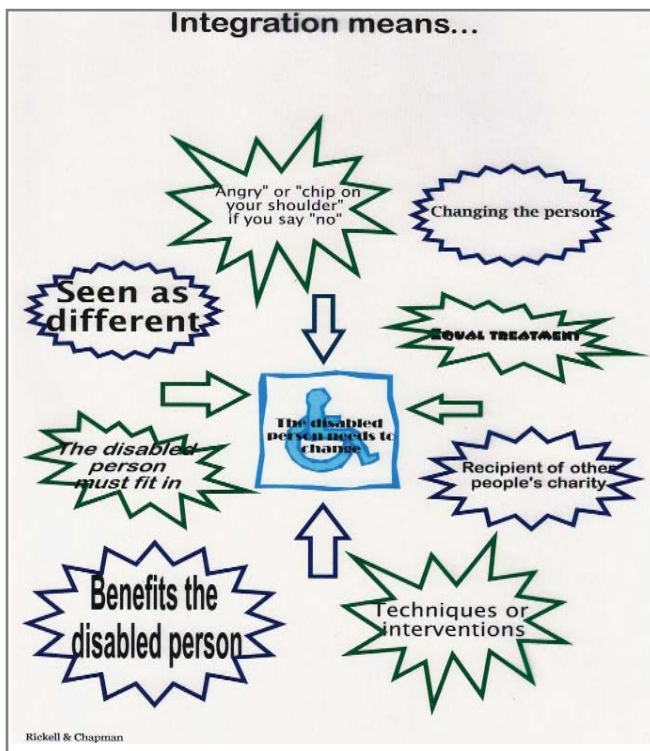 Integration means...
Angry" or "chip on
your shoulder"
if you say "no"
Changing the person
Seen as
different
EQUAL TREATMENT
The disabled
person needs to
change
The disabled
person
must fit in
Recipient of other
people's charity
Benefits the
disabled person
Techniques or
interventions
Rickell & Chapman